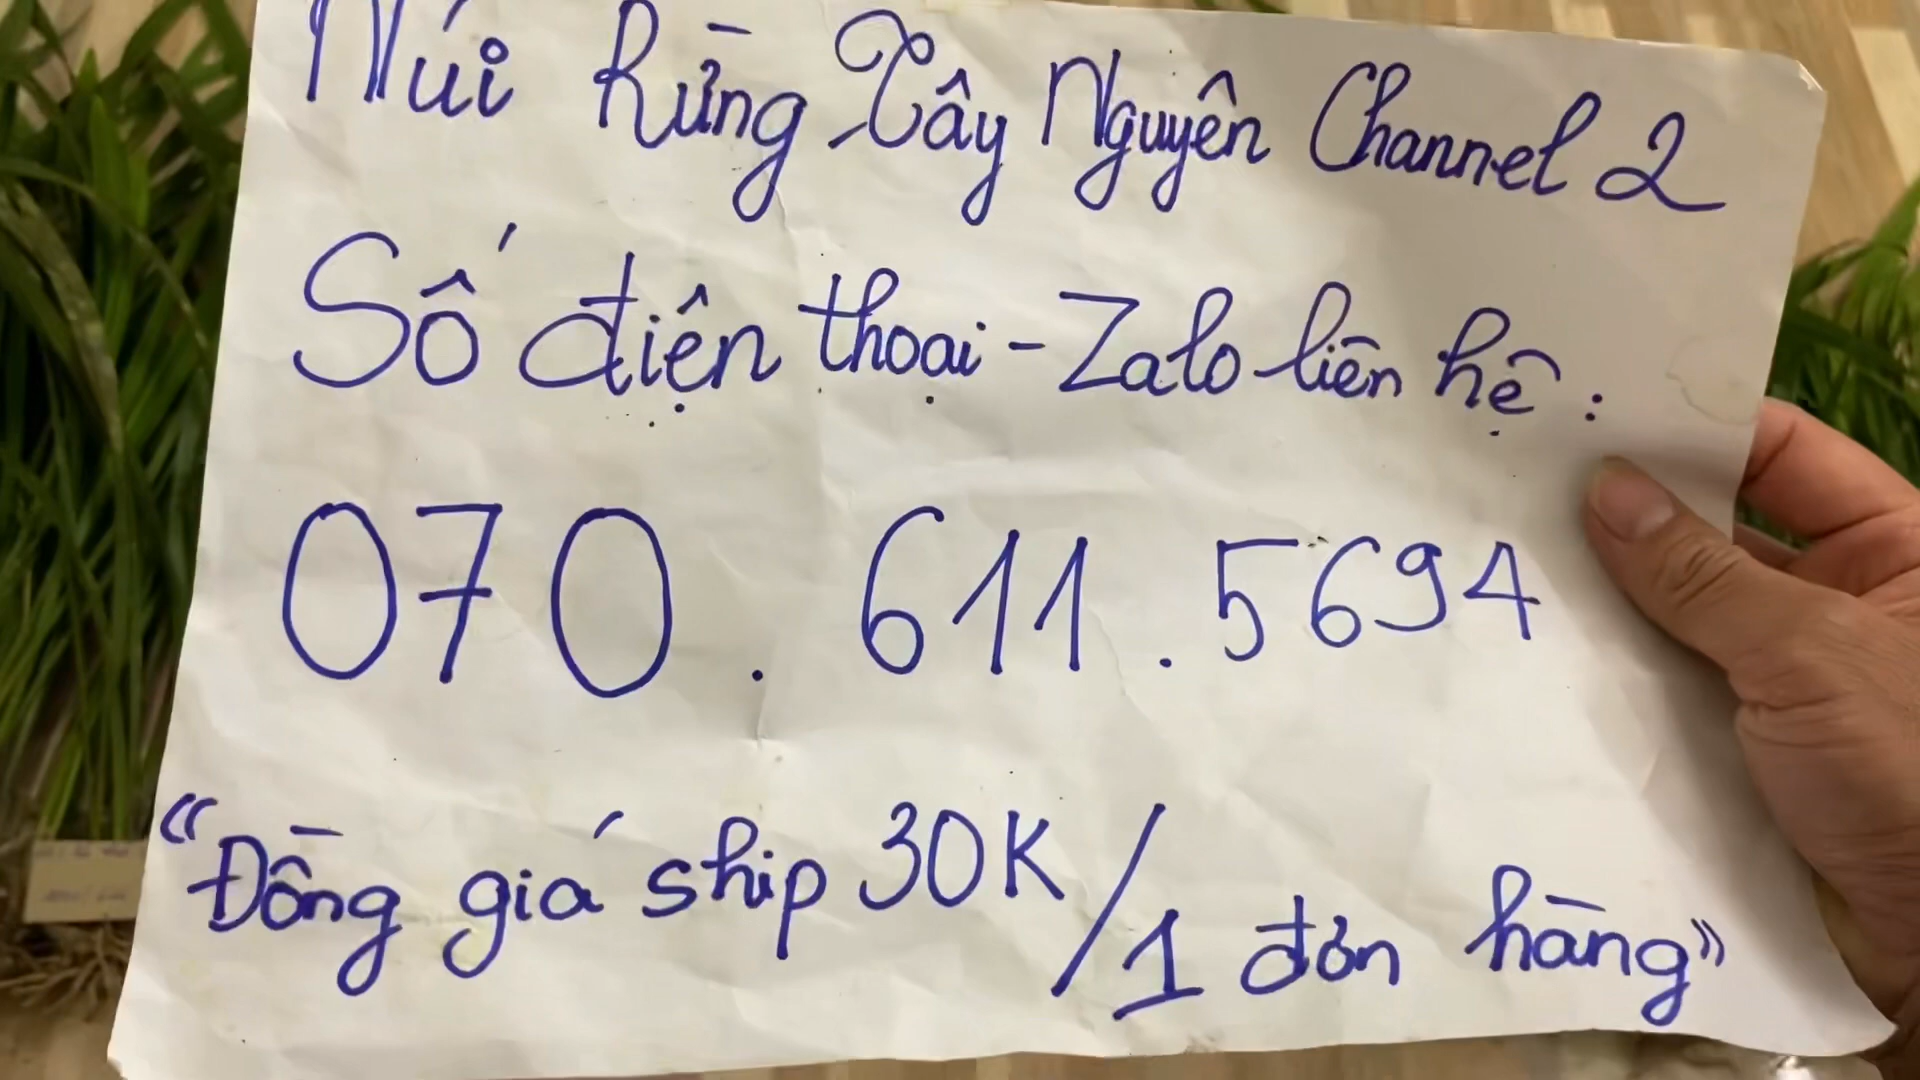 Núi Rừng Tây Nguyên Channel 2
Số điện thoại - Zalo liên hệ :
070 . 611 . 5694
"Đồng giá ship 30K/1 đơn hàng"